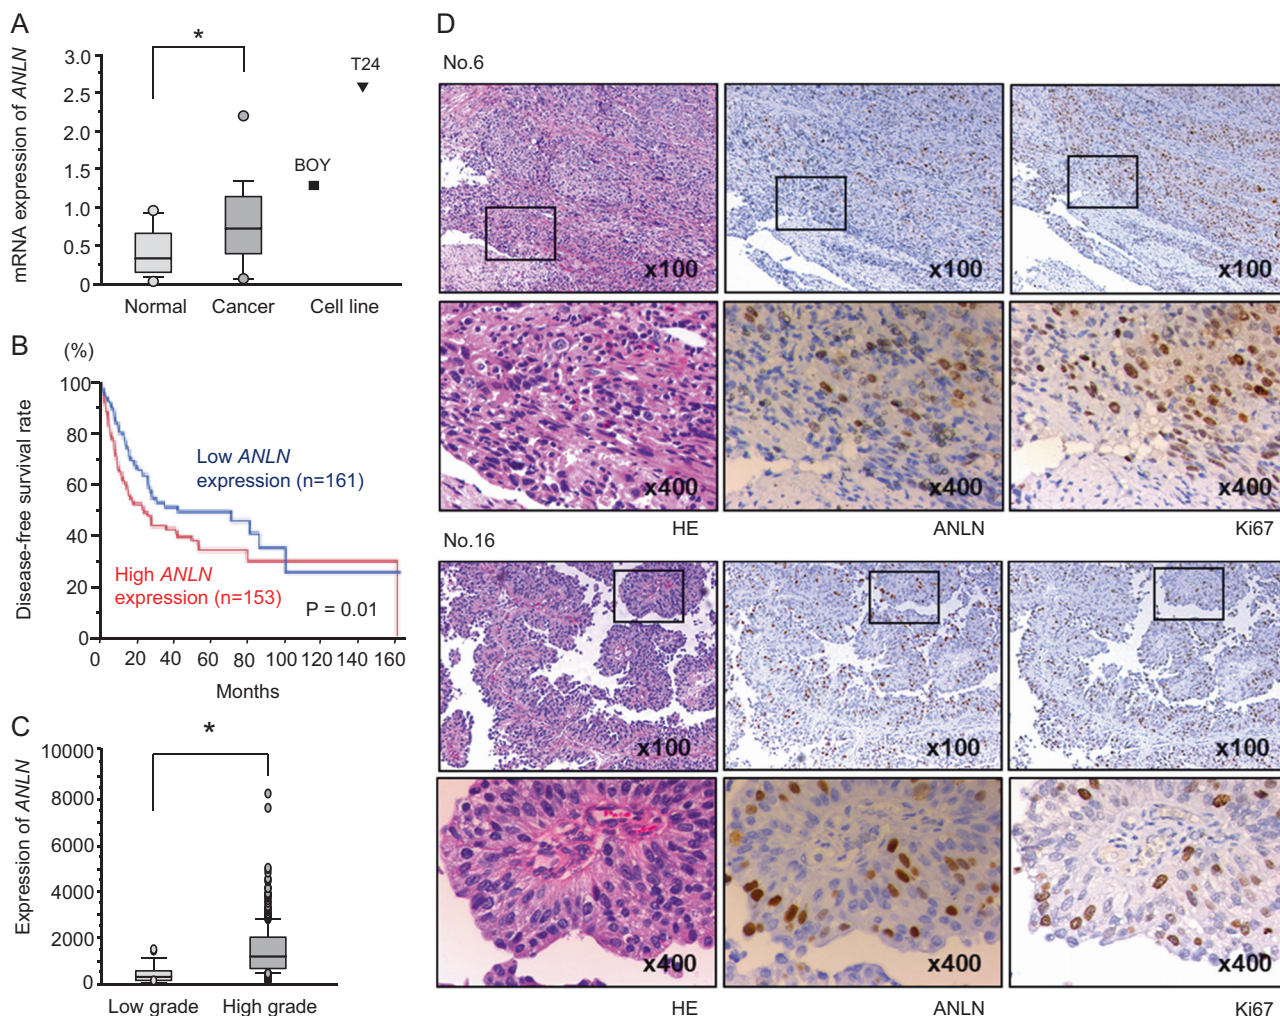 A
mRNA expression of ANLN
3.0
2.5
2.0
1.5
1.0
0.5
0
*
T24
BOY
Normal
Cancer
Cell line
B
(%)
Disease-free survival rate
100
80
60
40
20
0
Low ANLN
expression (n=161)
High ANLN
expression (n=153)
P = 0.01
0 20 40 60 80 100 120 140 160
Months
C
Expression of ANLN
10000
8000
6000
4000
2000
0
*
Low grade
High grade
D
No.6
x100
x100
x100
x400
x400
x400
HE
ANLN
Ki67
No.16
x100
x100
x100
x400
x400
x400
HE
ANLN
Ki67